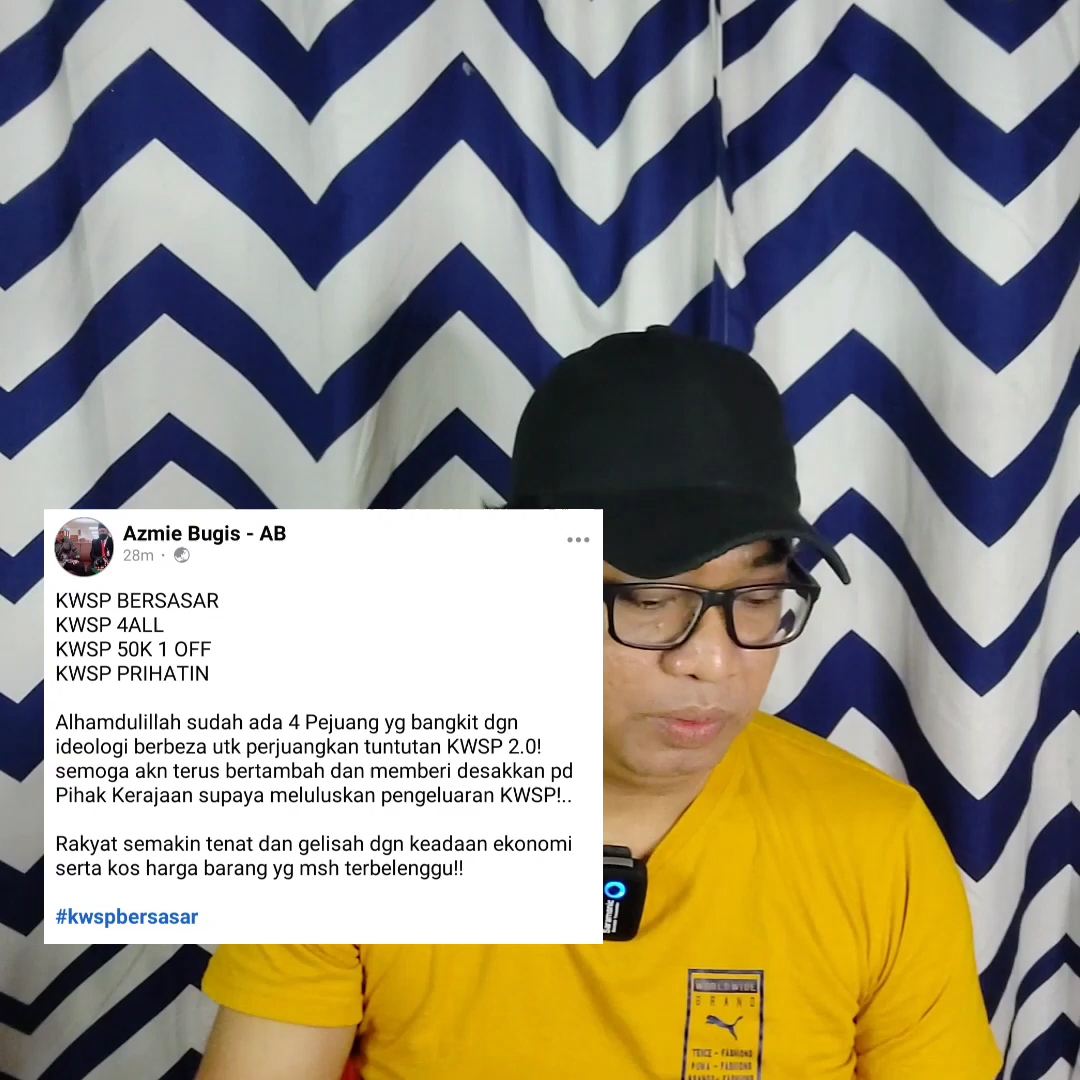 Azmie Bugis - AB
28m ·
KWSP BERSASAR
KWSP 4ALL
KWSP 50K 1 OFF
KWSP PRIHATIN
Alhamdulillah sudah ada 4 Pejuang yg bangkit dgn
ideologi berbeza utk perjuangkan tuntutan KWSP 2.0!
semoga akn terus bertambah dan memberi desakkan pd
Pihak Kerajaan supaya meluluskan pengeluaran KWSP!..
Rakyat semakin tenat dan gelisah dgn keadaan ekonomi
serta kos harga barang yg msh terbelenggu!!
#kwspbersasar
Saramonic
WORLDWIDE
BRAND